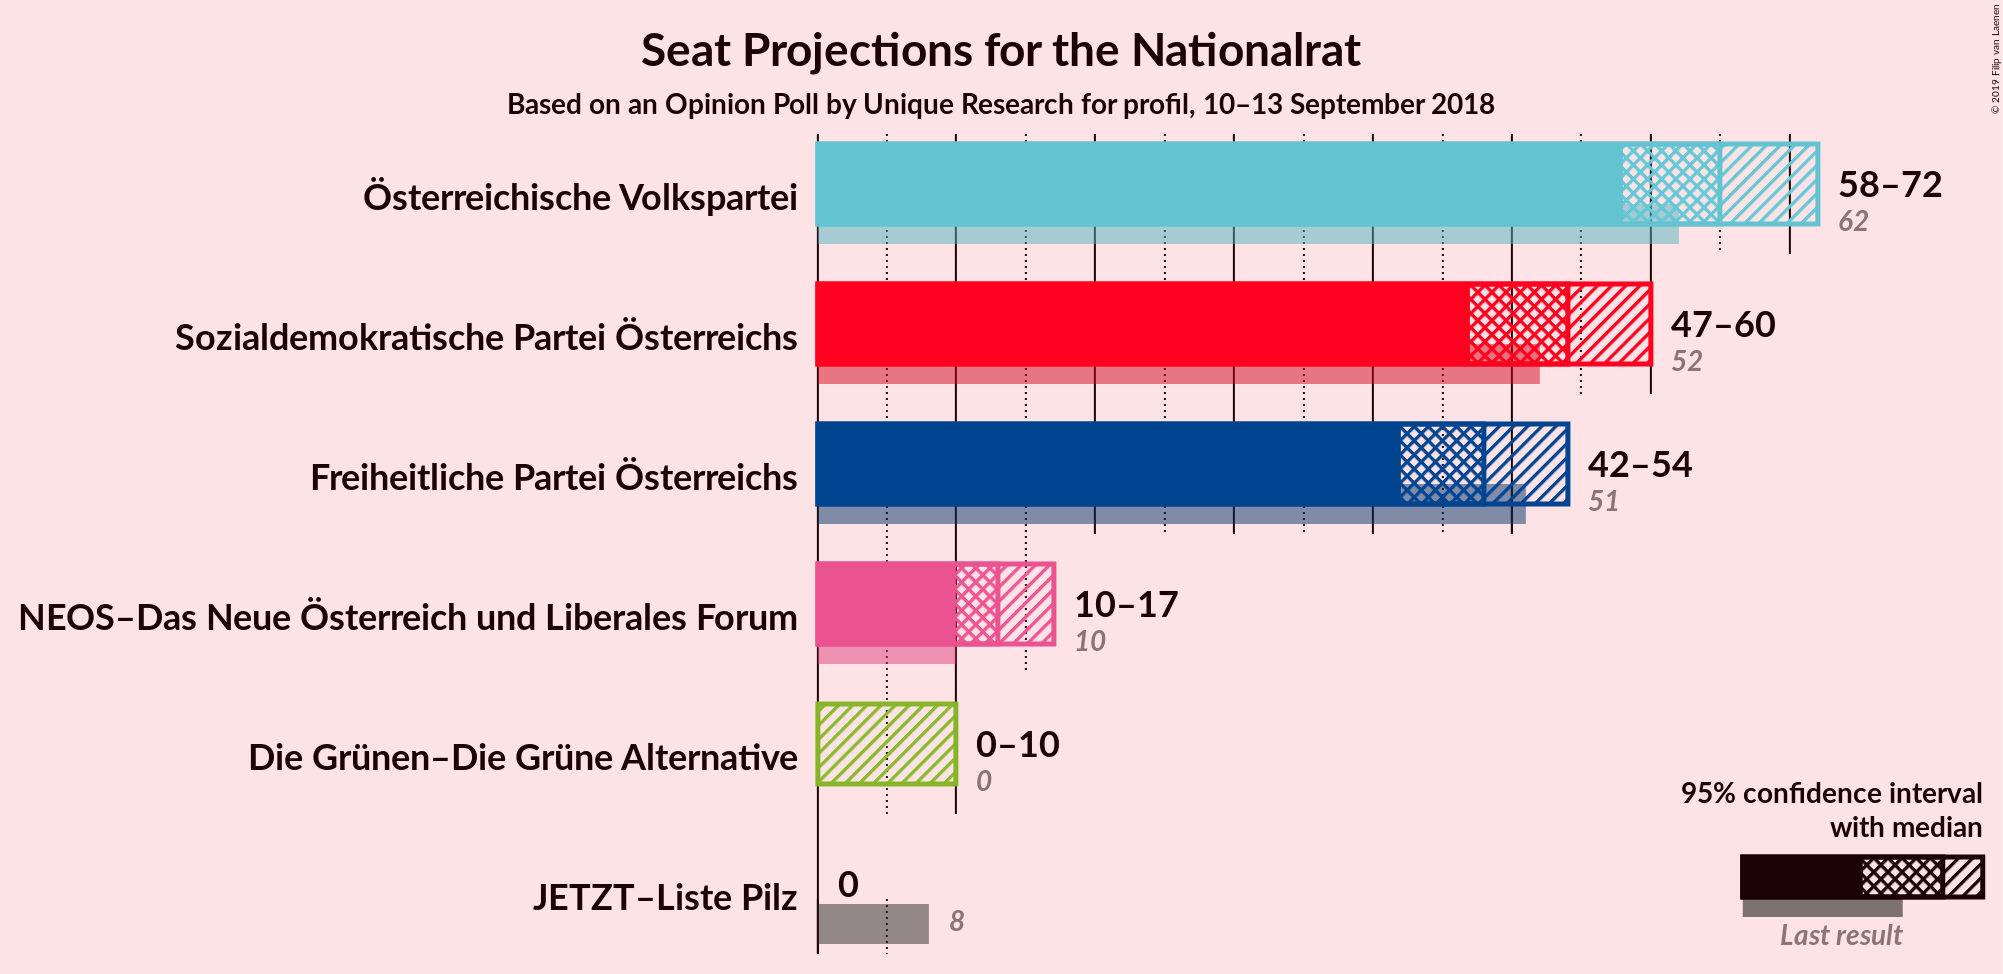 Seat Projections for the Nationalrat
Based on an Opinion Poll by Unique Research for profil, 10–13 September 2018
© 2019 Filip van Laenen
Österreichische Volkspartei
58–72
62
Sozialdemokratische Partei Österreichs
47–60
52
Freiheitliche Partei Österreichs
42–54
51
NEOS–Das Neue Österreich und Liberales Forum
10–17
10
Die Grünen–Die Grüne Alternative
0–10
0
JETZT–Liste Pilz
0
8
95% confidence interval
with median
Last result